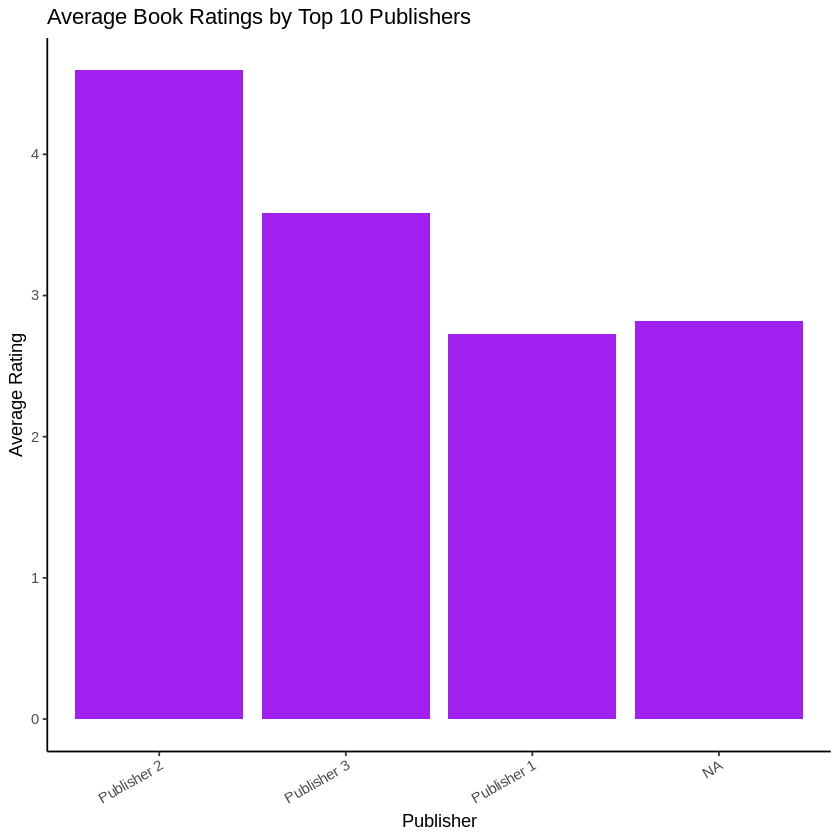 Average Book Ratings by Top 10 Publishers
Average Rating
4
3
2
1
0
Publisher 2
Publisher 3
Publisher 1
NA
Publisher